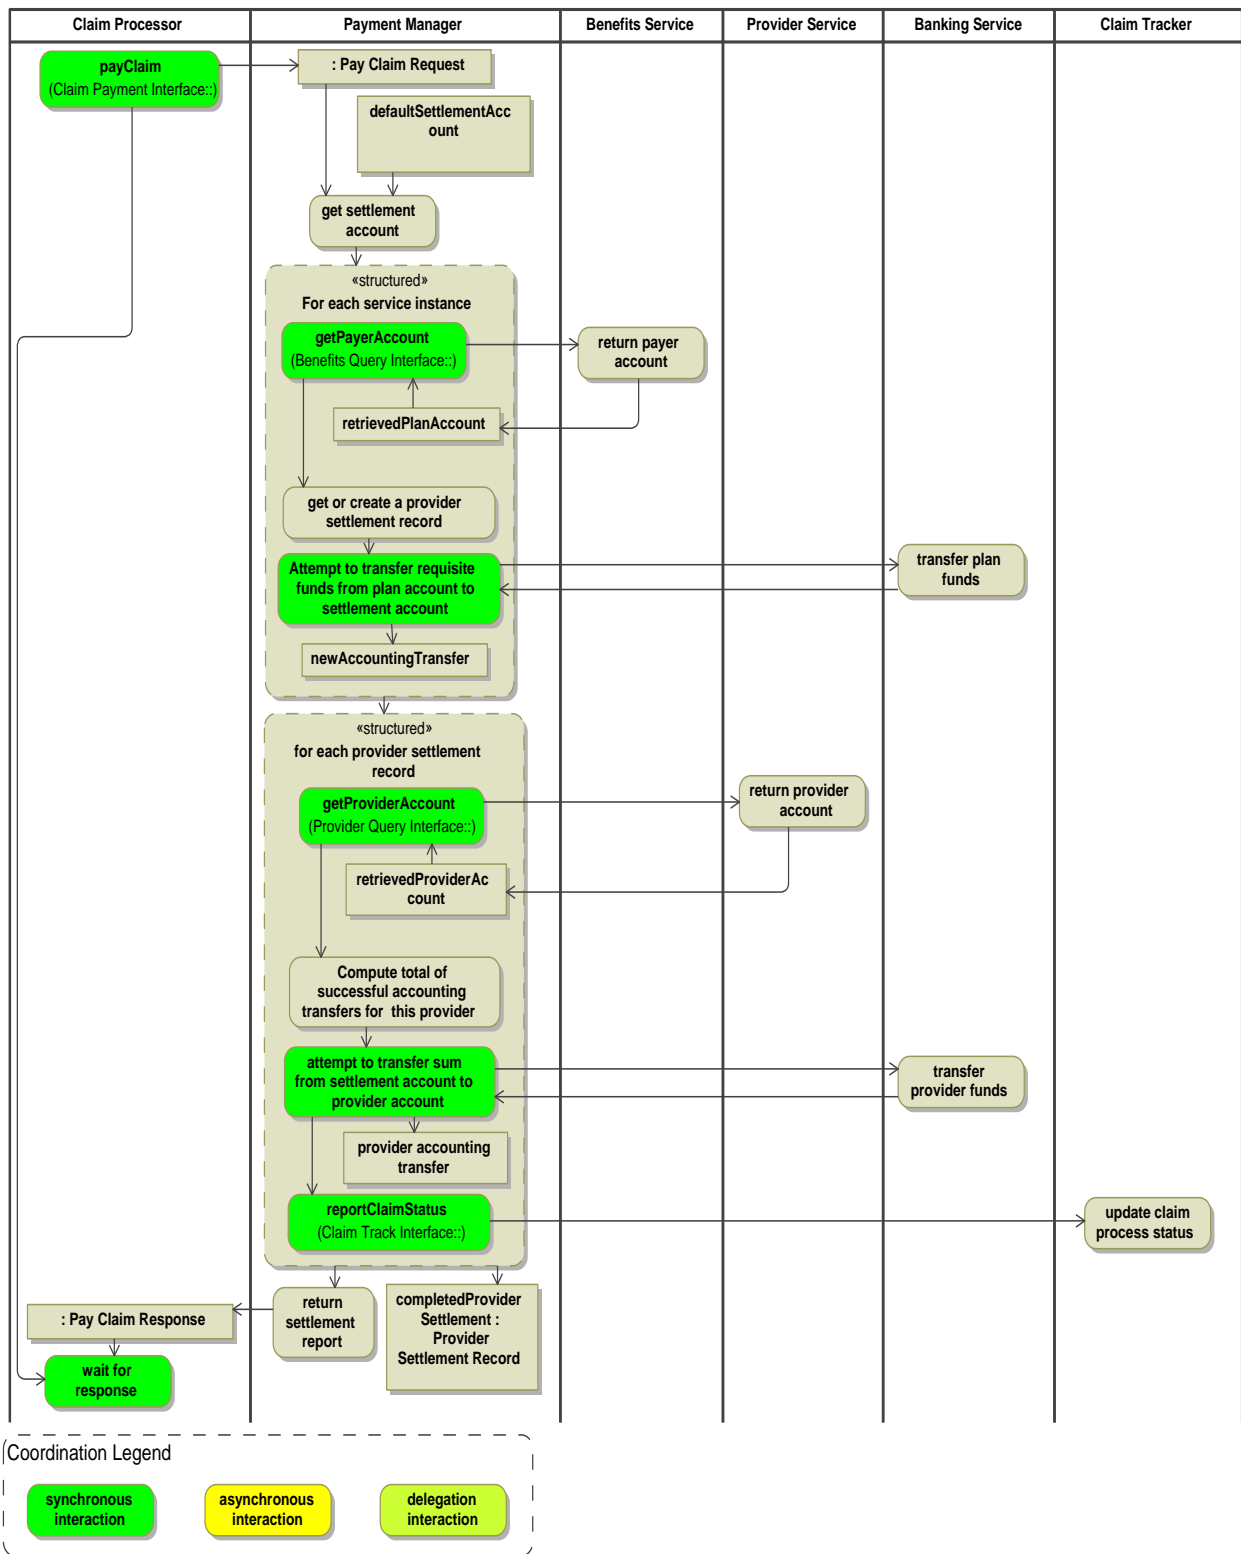 Claim Processor
Payment Manager
Benefits Service
Provider Service
Banking Service
Claim Tracker
payClaim
(Claim Payment Interface::)
: Pay Claim Request
defaultSettlementAcc
ount
get settlement
account
«structured»
For each service instance
getPayerAccount
(Benefits Query Interface::)
return payer
account
retrievedPlanAccount
get or create a provider
settlement record
Attempt to transfer requisite
funds from plan account to
settlement account
transfer plan
funds
newAccountingTransfer
«structured»
for each provider settlement
record
getProviderAccount
(Provider Query Interface::)
return provider
account
retrievedProviderAc
count
Compute total of
successful accounting
transfers for  this provider
attempt to transfer sum
from settlement account to
provider account
transfer
provider funds
provider accounting
transfer
reportClaimStatus
(Claim Track Interface::)
update claim
process status
return
settlement
report
completedProvider
Settlement :
Provider
Settlement Record
: Pay Claim Response
wait for
response
Coordination Legend
synchronous
interaction
asynchronous
interaction
delegation
interaction